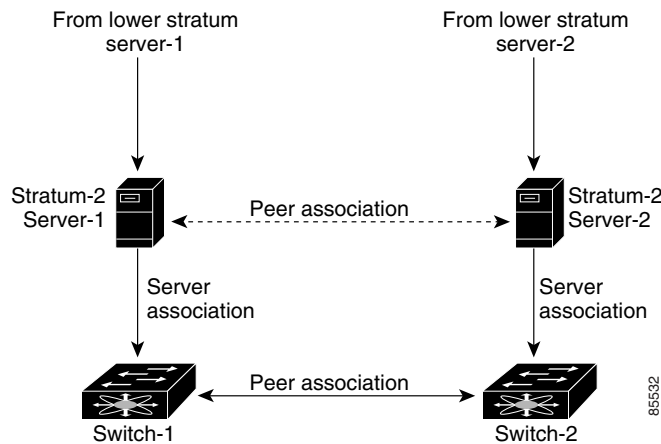 From lower stratum
server-1
From lower stratum
server-2
Stratum-2
Server-1
Peer association
Stratum-2
Server-2
Server
association
Server
association
Peer association
Switch-1
Switch-2
85532